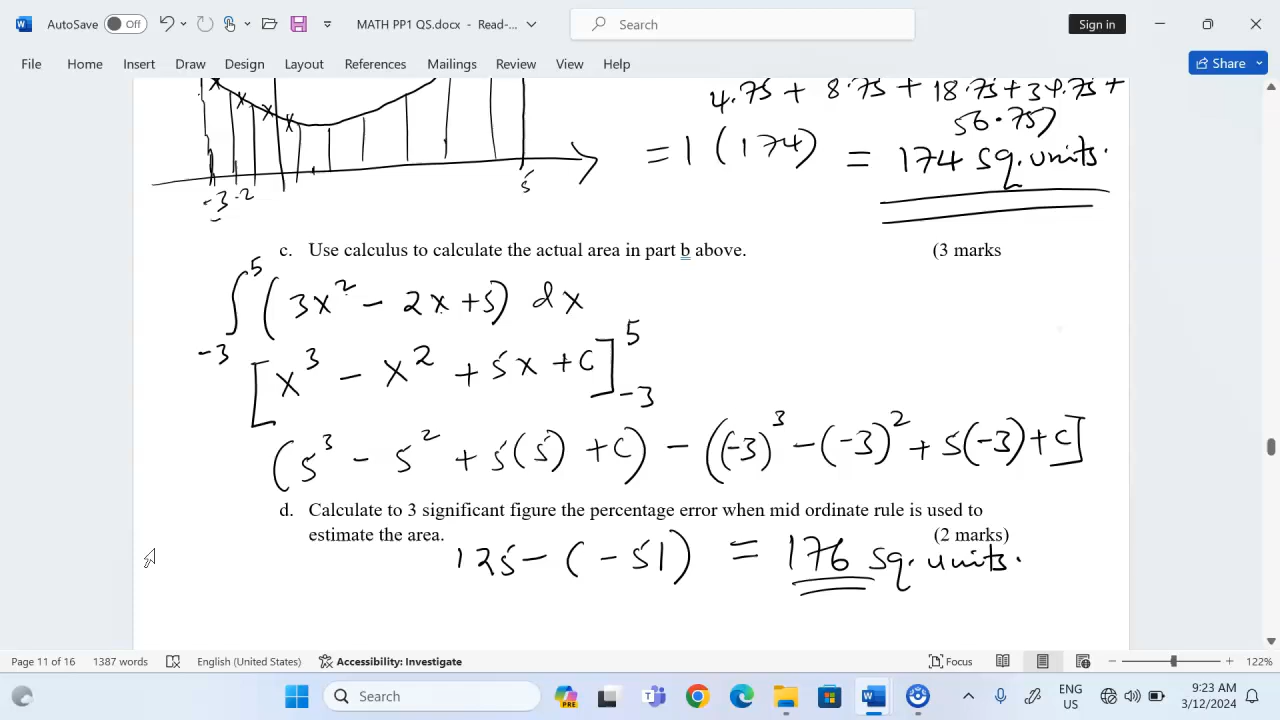 AutoSave Off MATH PP1 QS.docx - Read-... Search Sign in
File Home Insert Draw Design Layout References Mailings Review View Help Share
4.75 + 8.75 + 18.75 + 34.75 +
56.75)
= 1 (174) = 174 sq. units.
-3 -2 5
c. Use calculus to calculate the actual area in part b above. (3 marks
∫ 5 -3 (3x² - 2x + 5) dx
[x³ - x² + 5x + c] 5 -3
(5³ - 5² + 5(5) + c) - ((-3)³ - (-3)² + 5(-3) + c]
d. Calculate to 3 significant figure the percentage error when mid ordinate rule is used to
estimate the area. (2 marks)
125 - (-51) = 176 sq. units.
Page 11 of 16 1387 words English (United States) Accessibility: Investigate Focus 122%
Search PRE ENG US 9:23 AM 3/12/2024